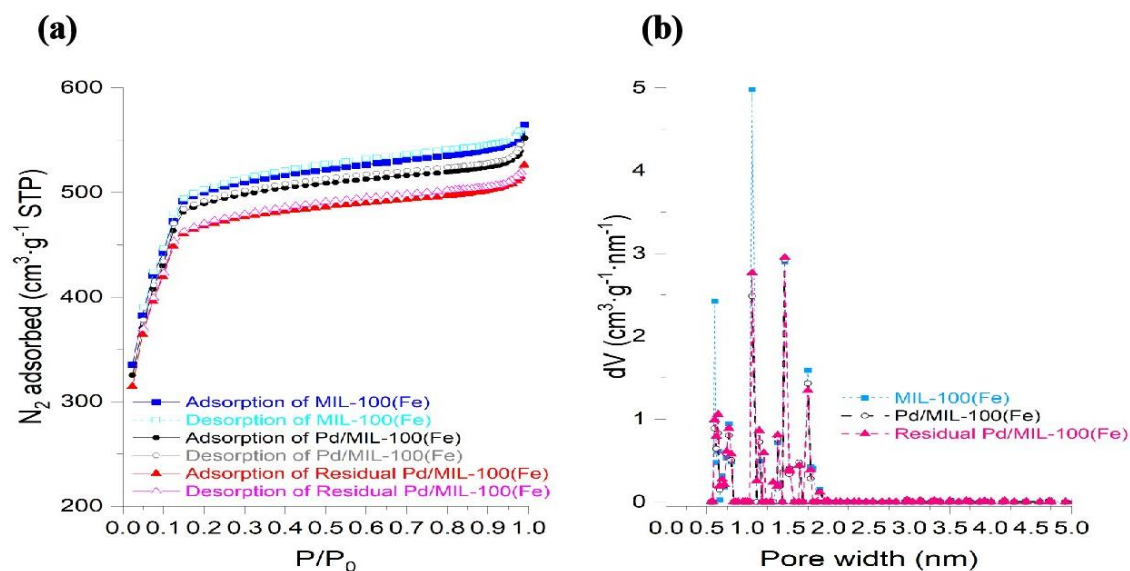 (a)
(b)
N₂ adsorbed (cm³·g⁻¹ STP)
600
500
400
300
200
Adsorption of MIL-100(Fe)
Desorption of MIL-100(Fe)
Adsorption of Pd/MIL-100(Fe)
Desorption of Pd/MIL-100(Fe)
Adsorption of Residual Pd/MIL-100(Fe)
Desorption of Residual Pd/MIL-100(Fe)
0.0 0.1 0.2 0.3 0.4 0.5 0.6 0.7 0.8 0.9 1.0
P/P₀
dV (cm³·g⁻¹·nm⁻¹)
5
4
3
2
1
0
MIL-100(Fe)
Pd/MIL-100(Fe)
Residual Pd/MIL-100(Fe)
0.0 0.5 1.0 1.5 2.0 2.5 3.0 3.5 4.0 4.5 5.0
Pore width (nm)